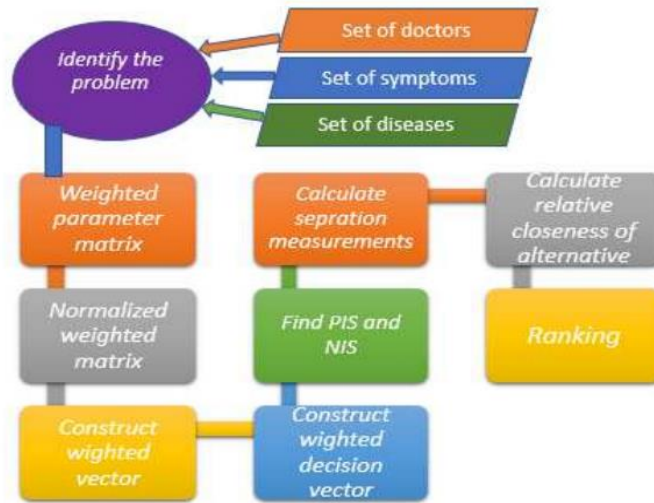 Identify the
problem
Set of doctors
Set of symptoms
Set of diseases
Weighted
parameter
matrix
Normalized
weighted
matrix
Construct
wighted
vector
Construct
wighted
decision
vector
Find PIS and
NIS
Calculate
sepration
measurements
Calculate
relative
closeness of
alternative
Ranking